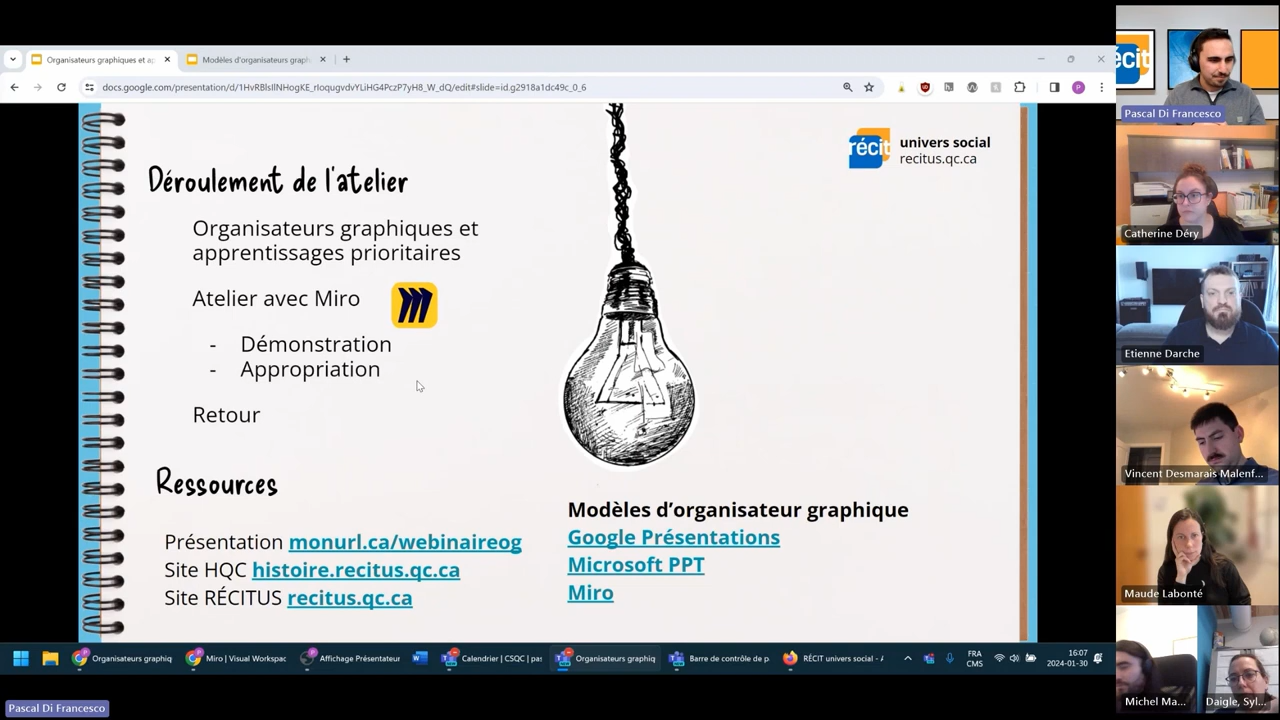 Organisateurs graphiques et ap
Modèles d'organisateurs graph
docs.google.com/presentation/d/1HvRBlsIlNHogKE_rIoqugvdvYLiHG4PczP7yH8_W_dQ/edit#slide=id.g2918a1dc49c_0_6
P
récit
univers social
recitus.qc.ca
Déroulement de l'atelier
Organisateurs graphiques et
apprentissages prioritaires
Atelier avec Miro
- Démonstration
- Appropriation
Retour
Ressources
Présentation monurl.ca/webinaireog
Site HQC histoire.recitus.qc.ca
Site RÉCITUS recitus.qc.ca
Modèles d'organisateur graphique
Google Présentations
Microsoft PPT
Miro
Organisateurs graphiq
Miro | Visual Workspac
Affichage Présentateur
Calendrier | CSQC | pas
Organisateurs graphiq
Barre de contrôle de p
RÉCIT univers social - A
FRA
CMS
16:07
2024-01-30
Pascal Di Francesco
écit
Pascal Di Francesco
Catherine Déry
Etienne Darche
Vincent Desmarais Malenf...
Maude Labonté
Michel Ma...
Daigle, Syl...